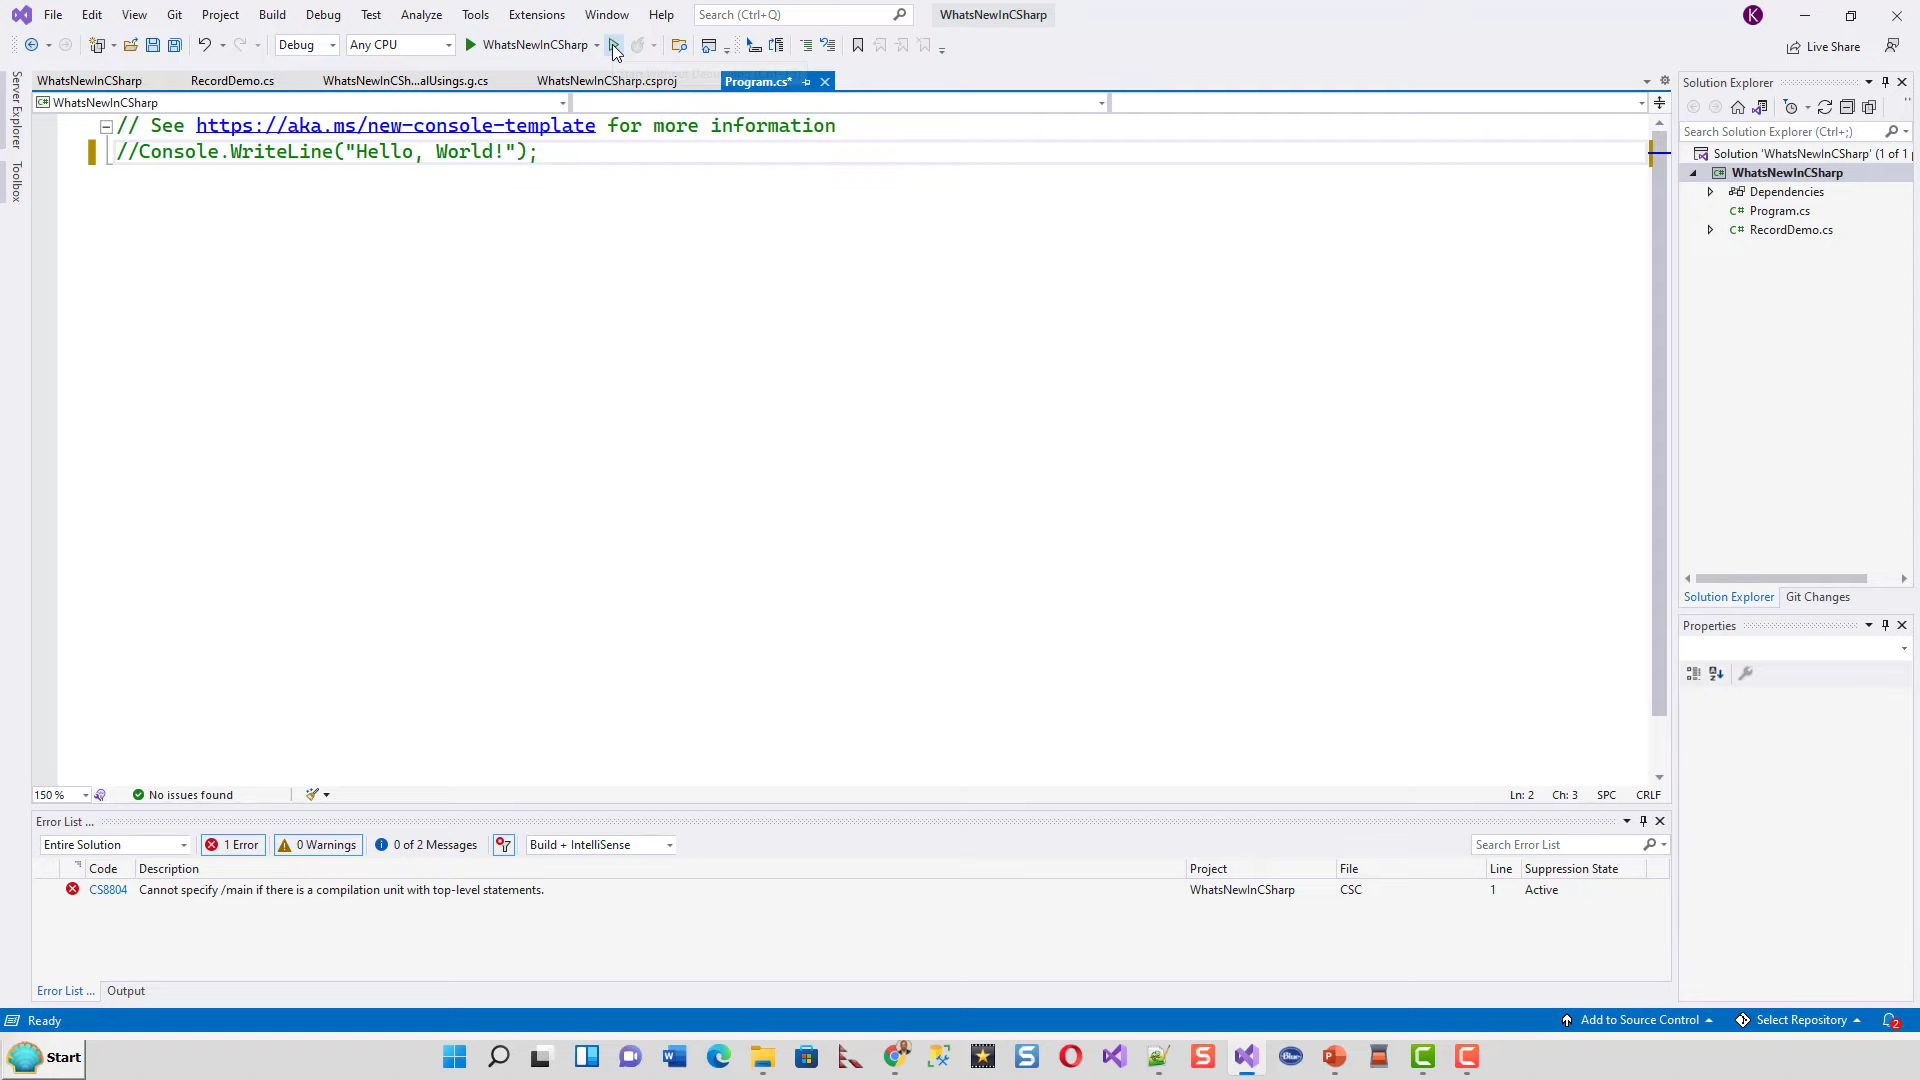 File Edit View Git Project Build Debug Test Analyze Tools Extensions Window Help Search (Ctrl+Q) WhatsNewInCSharp K
Debug Any CPU WhatsNewInCSharp Live Share
WhatsNewInCSharp RecordDemo.cs WhatsNewInCSh...alUsings.g.cs WhatsNewInCSharp.csproj Program.cs*
WhatsNewInCSharp
// See https://aka.ms/new-console-template for more information
//Console.WriteLine("Hello, World!");
Server Explorer
Toolbox
Solution Explorer
Search Solution Explorer (Ctrl+;)
Solution 'WhatsNewInCSharp' (1 of 1
WhatsNewInCSharp
Dependencies
C# Program.cs
C# RecordDemo.cs
Solution Explorer Git Changes
Properties
150 % No issues found Ln: 2 Ch: 3 SPC CRLF
Error List ...
Entire Solution 1 Error 0 Warnings 0 of 2 Messages Build + IntelliSense Search Error List
Code Description Project File Line Suppression State
CS8804 Cannot specify /main if there is a compilation unit with top-level statements. WhatsNewInCSharp CSC 1 Active
Error List ... Output
Ready Add to Source Control Select Repository 2
Start